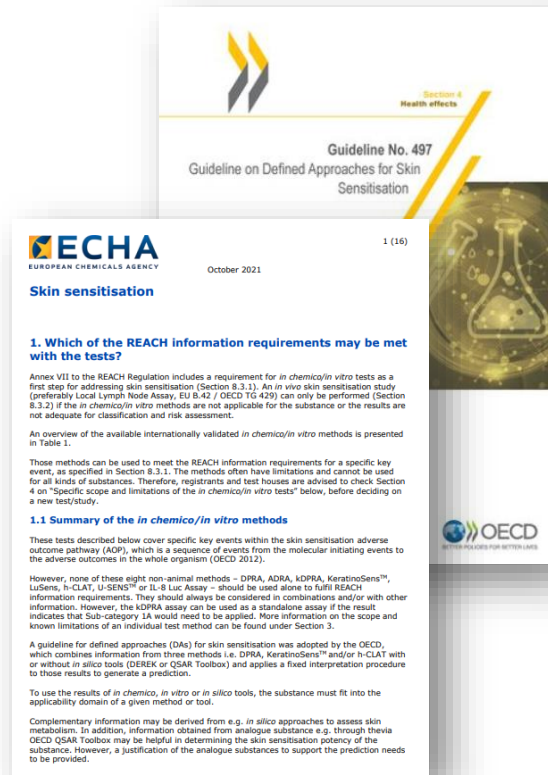 Section 4
Health effects
Guideline No. 497
Guideline on Defined Approaches for Skin
Sensitisation
ECHA
EUROPEAN CHEMICALS AGENCY
1 (16)
October 2021
Skin sensitisation
1. Which of the REACH information requirements may be met
with the tests?
Annex VII to the REACH Regulation includes a requirement for in chemico/in vitro tests as a
first step for addressing skin sensitisation (Section 8.3.1). An in vivo skin sensitisation study
(preferably Local Lymph Node Assay, EU B.42 / OECD TG 429) can only be performed (Section
8.3.2) if the in chemico/in vitro methods are not applicable for the substance or the results are
not adequate for classification and risk assessment.
An overview of the available internationally validated in chemico/in vitro methods is presented
in Table 1.
Those methods can be used to meet the REACH information requirements for a specific key
event, as specified in Section 8.3.1. The methods often have limitations and cannot be used
for all kinds of substances. Therefore, registrants and test houses are advised to check Section
4 on "Specific scope and limitations of the in chemico/in vitro tests" below, before deciding on
a new test/study.
1.1 Summary of the in chemico/in vitro methods
These tests described below cover specific key events within the skin sensitisation adverse
outcome pathway (AOP), which is a sequence of events from the molecular initiating events to
the adverse outcomes in the whole organism (OECD 2012).
However, none of these eight non-animal methods – DPRA, ADRA, kDPRA, KeratinoSens™,
LuSens, h-CLAT, U-SENS™ or IL-8 Luc Assay – should be used alone to fulfil REACH
information requirements. They should always be considered in combinations and/or with other
information. However, the kDPRA assay can be used as a standalone assay if the result
indicates that Sub-category 1A would need to be applied. More information on the scope and
known limitations of an individual test method can be found under Section 3.
A guideline for defined approaches (DAs) for skin sensitisation was adopted by the OECD,
which combines information from three methods i.e. DPRA, KeratinoSens™ and/or h-CLAT with
or without in silico tools (DEREK or QSAR Toolbox) and applies a fixed interpretation procedure
to those results to generate a prediction.
To use the results of in chemico, in vitro or in silico tools, the substance must fit into the
applicability domain of a given method or tool.
Complementary information may be derived from e.g. in silico approaches to assess skin
metabolism. In addition, information obtained from analogue substance e.g. through thevia
OECD QSAR Toolbox may be helpful in determining the skin sensitisation potency of the
substance. However, a justification of the analogue substances to support the prediction needs
to be provided.
OECD
BETTER POLICIES FOR BETTER LIVES